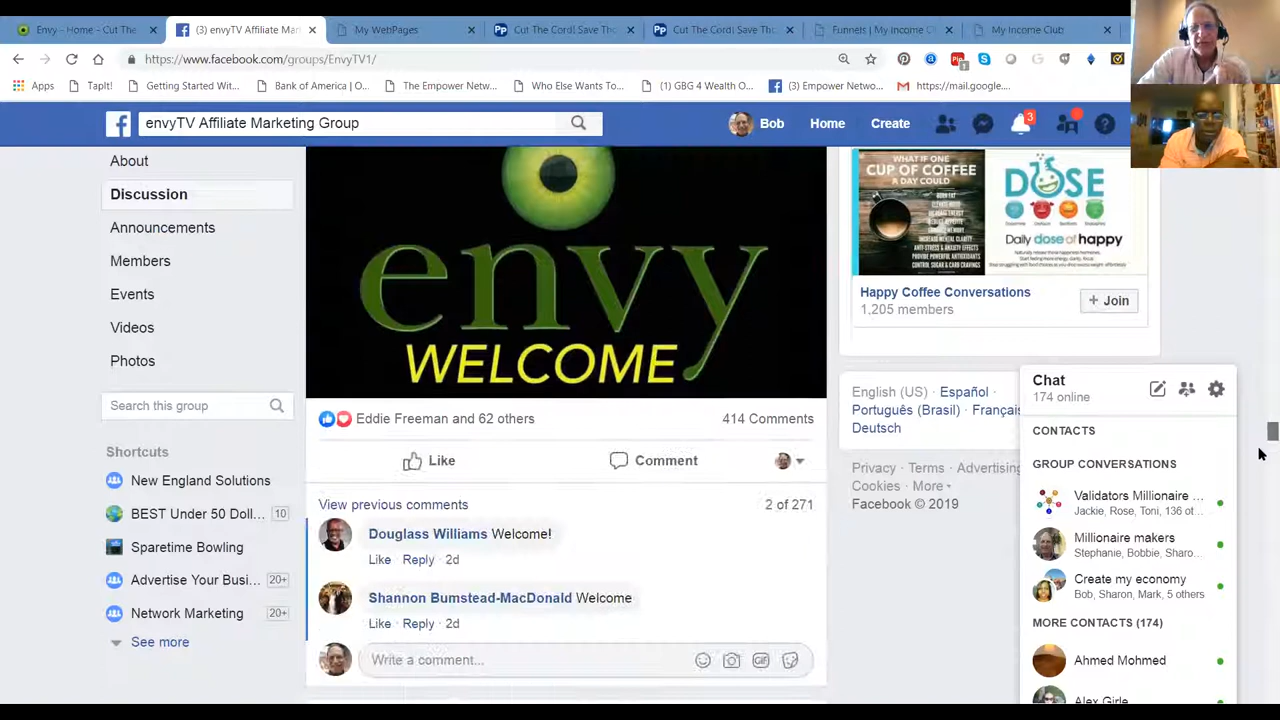 Envy – Home - Cut The
(3) envyTV Affiliate Mar
My WebPages
Cut The Cord! Save Tho
Cut The Cord! Save Tho
Funnels | My Income Cl
My Income Club
https://www.facebook.com/groups/EnvyTV1/
Apps
TapIt!
Getting Started Wit...
Bank of America | O...
The Empower Netw...
Who Else Wants To...
(1) GBG 4 Wealth O...
(3) Empower Netwo...
https://mail.google....
envyTV Affiliate Marketing Group
Bob
Home
Create
3
About
Discussion
Announcements
Members
Events
Videos
Photos
Search this group
Shortcuts
New England Solutions
BEST Under 50 Doll... 10
Sparetime Bowling
Advertise Your Busi... 20+
Network Marketing 20+
See more
envy
WELCOME
Eddie Freeman and 62 others
414 Comments
Like
Comment
View previous comments
2 of 271
Douglass Williams Welcome!
Like · Reply · 2d
Shannon Bumstead-MacDonald Welcome
Like · Reply · 2d
Write a comment...
WHAT IF ONE
CUP OF COFFEE
A DAY COULD
DOSE
Daily dose of happy
Happy Coffee Conversations
1,205 members
+ Join
English (US) · Español ·
Português (Brasil) · Françai
Deutsch
Privacy · Terms · Advertising
Cookies · More
Facebook © 2019
Chat
174 online
CONTACTS
GROUP CONVERSATIONS
Validators Millionaire ...
Jackie, Rose, Toni, 136 ot...
Millionaire makers
Stephanie, Bobbie, Sharo...
Create my economy
Bob, Sharon, Mark, 5 others
MORE CONTACTS (174)
Ahmed Mohmed
Alex Girle